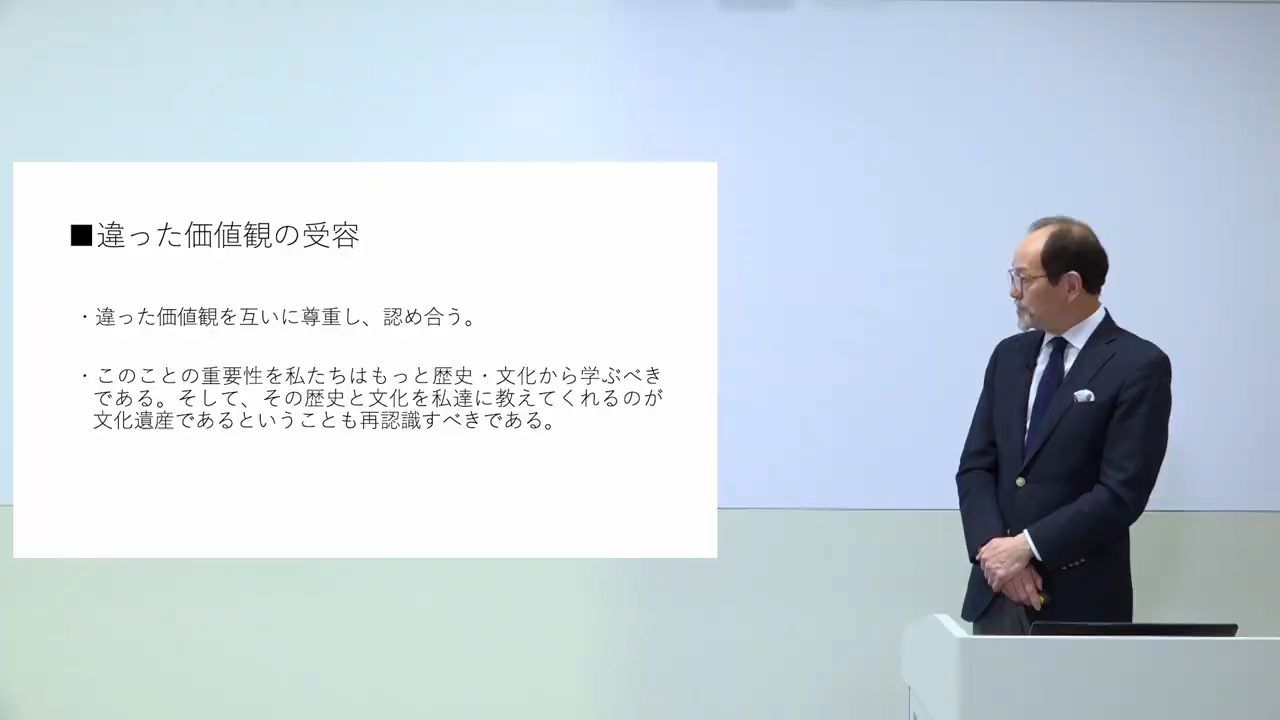 ■違った価値観の受容
・違った価値観を互いに尊重し、認め合う。
・このことの重要性を私たちはもっと歴史・文化から学ぶべき
である。そして、その歴史と文化を私達に教えてくれるのが
文化遺産であるということも再認識すべきである。